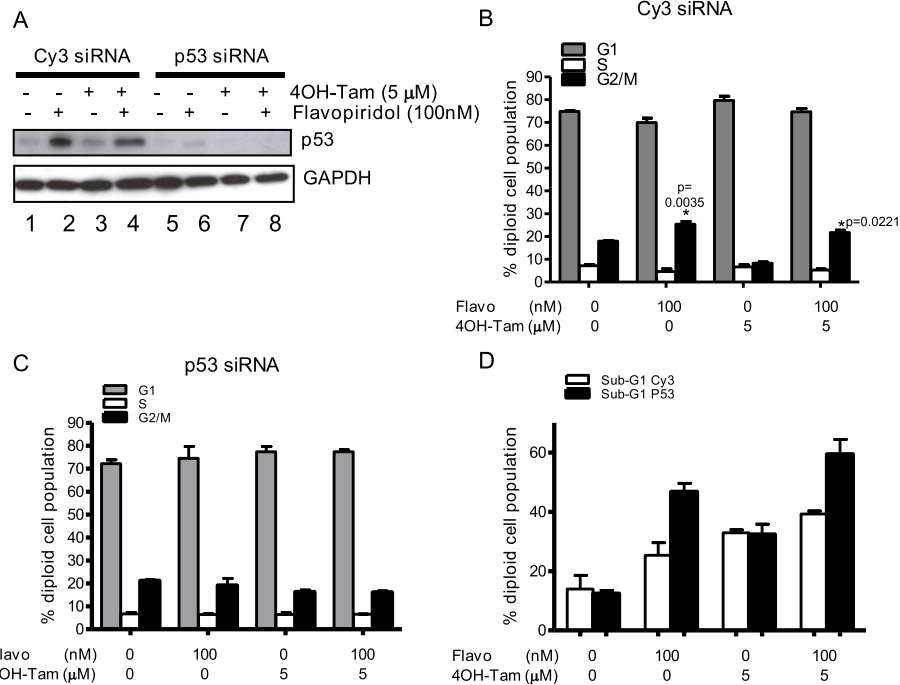 A
Cy3 siRNA p53 siRNA
- - + + - - + + 4OH-Tam (5 µM)
- + - + - + - + Flavopiridol (100nM)
p53
GAPDH
1 2 3 4 5 6 7 8
B
Cy3 siRNA
G1
S
G2/M
% diploid cell population
90
80
70
60
50
40
30
20
10
0
p=
0.0035
*
*p=0.0221
Flavo (nM) 0 100 0 100
4OH-Tam (µM) 0 0 5 5
C
p53 siRNA
G1
S
G2/M
% diploid cell population
90
80
70
60
50
40
30
20
10
0
lavo (nM) 0 100 0 100
OH-Tam (µM) 0 0 5 5
D
Sub-G1 Cy3
Sub-G1 P53
% diploid cell population
60
40
20
0
Flavo (nM) 0 100 0 100
4OH-Tam (µM) 0 0 5 5